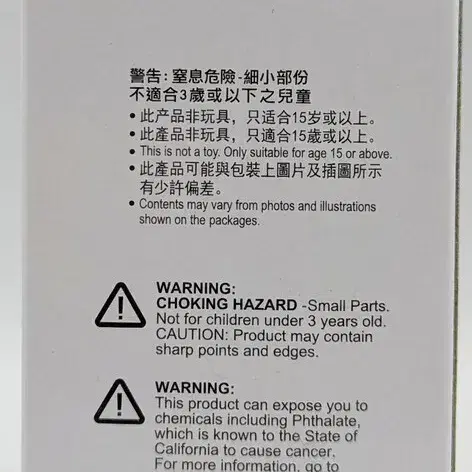 警告: 窒息危險-細小部份
不適合3歲或以下之兒童
• 此产品非玩具，只适合15岁或以上。
• 此產品非玩具，只適合15歲或以上。
• This is not a toy. Only suitable for age 15 or above.
• 此產品可能與包裝上圖片及插圖所示
有少許偏差。
• Contents may vary from photos and illustrations
shown on the packages.
WARNING:
CHOKING HAZARD -Small Parts.
Not for children under 3 years old.
CAUTION: Product may contain
sharp points and edges.
WARNING:
This product can expose you to
chemicals including Phthalate,
which is known to the State of
California to cause cancer.
For more information, go to